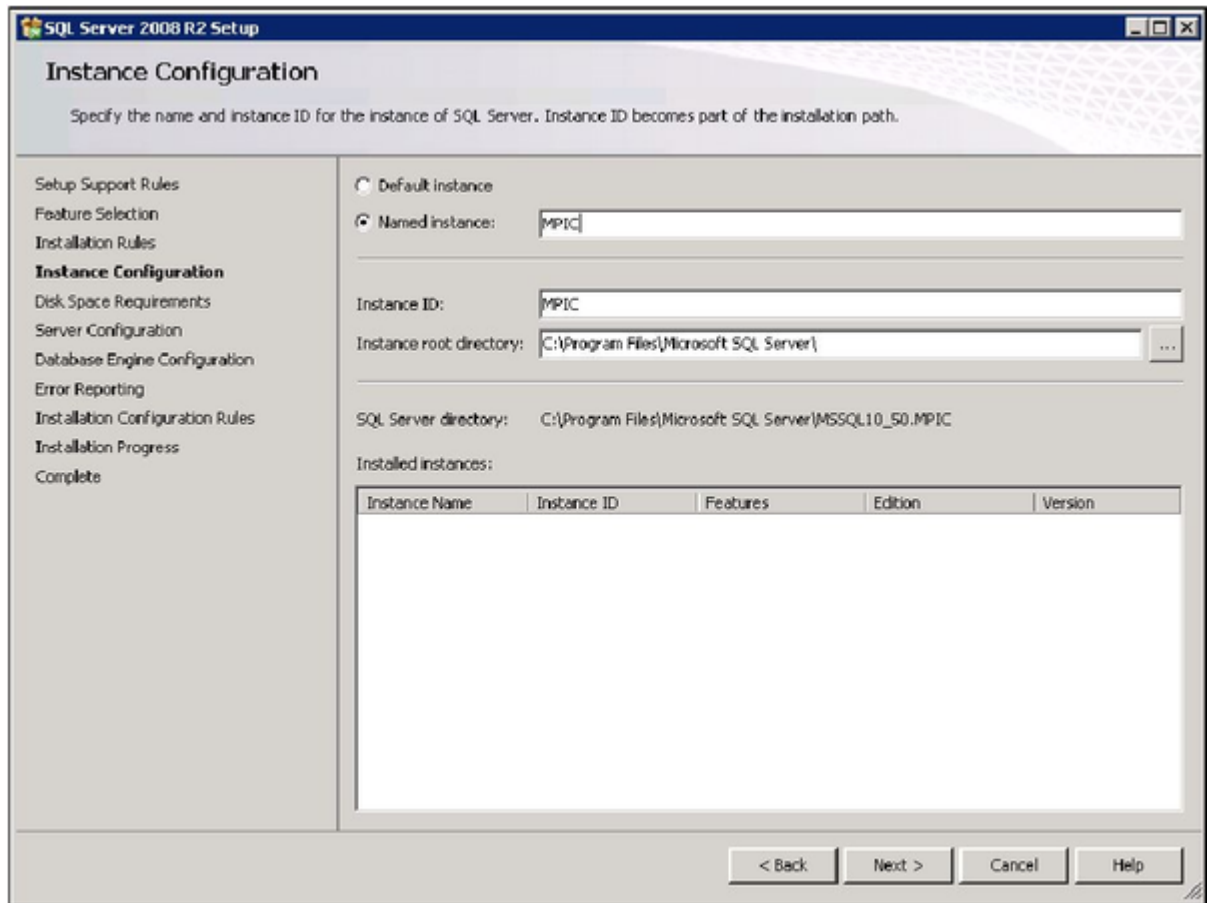 SQL Server 2008 R2 Setup
Instance Configuration
Specify the name and instance ID for the instance of SQL Server. Instance ID becomes part of the installation path.
Setup Support Rules
Feature Selection
Installation Rules
Instance Configuration
Disk Space Requirements
Server Configuration
Database Engine Configuration
Error Reporting
Installation Configuration Rules
Installation Progress
Complete
Default instance
Named instance: MPIC
Instance ID: MPIC
Instance root directory: C:\Program Files\Microsoft SQL Server\ ...
SQL Server directory: C:\Program Files\Microsoft SQL Server\MSSQL10_50.MPIC
Installed instances:
Instance Name Instance ID Features Edition Version
< Back Next > Cancel Help